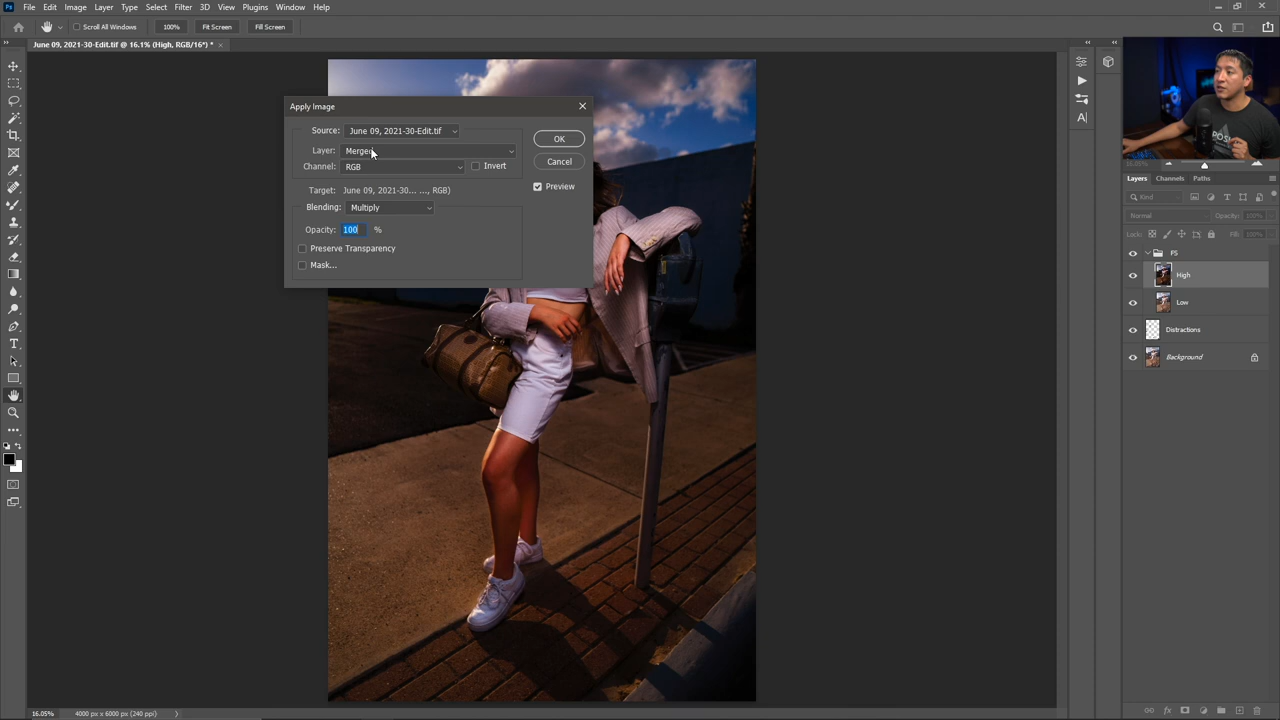 Ps File Edit Image Layer Type Select Filter 3D View Plugins Window Help
Scroll All Windows 100% Fit Screen Fill Screen
June 09, 2021-30-Edit.tif @ 16.1% (High, RGB/16*) * ×
Apply Image
Source: June 09, 2021-30-Edit.tif
Layer: Merged
Channel: RGB Invert
Target: June 09, 2021-30... ..., RGB)
Blending: Multiply
Opacity: 100 %
Preserve Transparency
Mask...
OK
Cancel
Preview
16.05%
Layers Channels Paths
Kind
Normal Opacity: 100%
Lock: Fill: 100%
FS
High
Low
Distractions
Background
16.05% 4000 px x 6000 px (240 ppi)